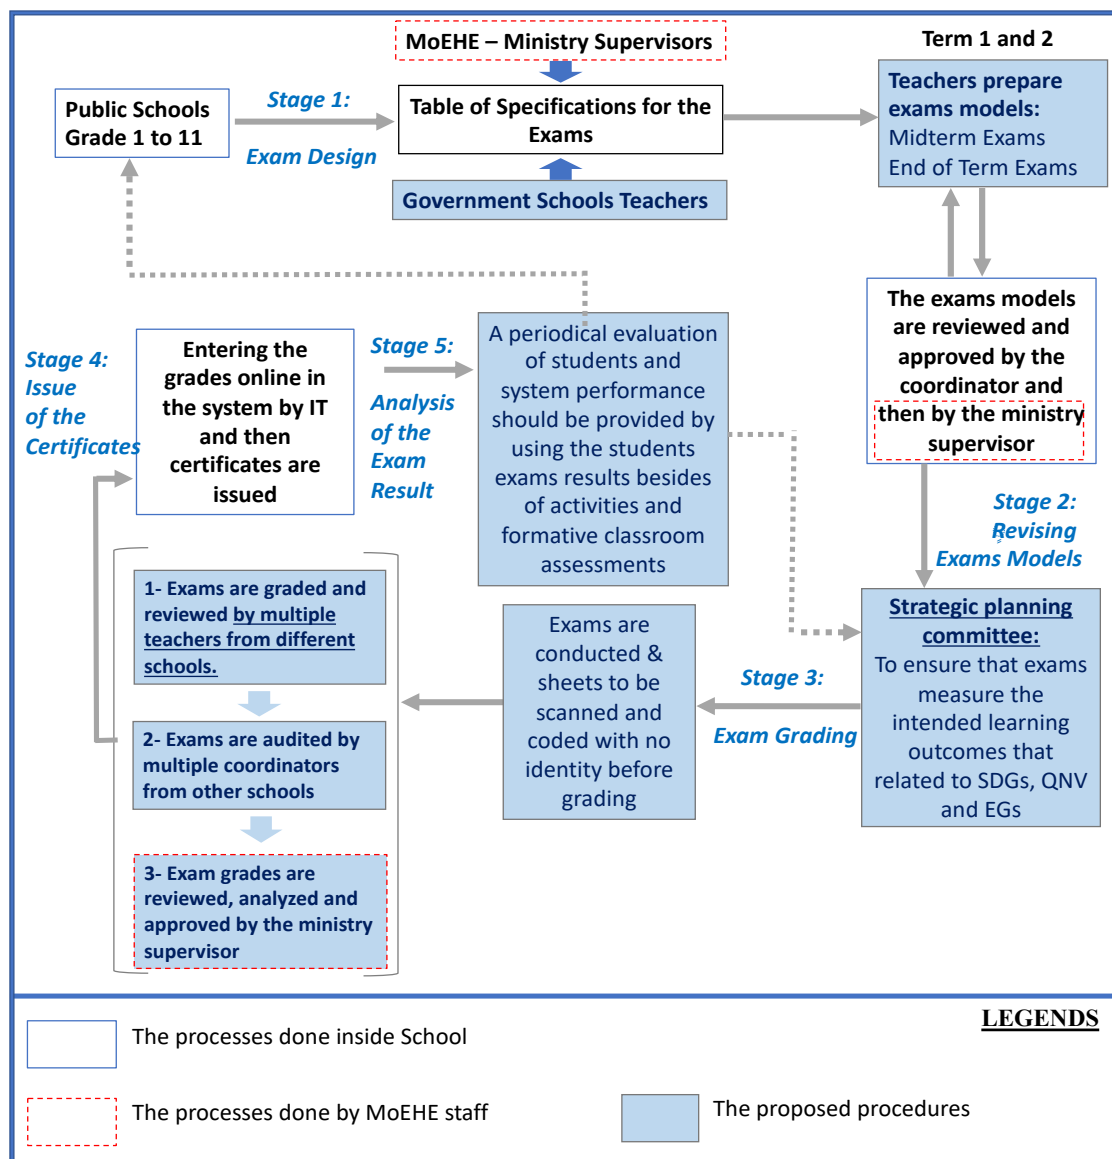 MoEHE – Ministry Supervisors
Term 1 and 2
Public Schools
Grade 1 to 11
Stage 1:
Exam Design
Table of Specifications for the
Exams
Government Schools Teachers
Teachers prepare
exams models:
Midterm Exams
End of Term Exams
The exams models
are reviewed and
approved by the
coordinator and
then by the ministry
supervisor
Stage 2:
Revising
Exams Models
Strategic planning
committee:
To ensure that exams
measure the
intended learning
outcomes that
related to SDGs, QNV
and EGs
Stage 3:
Exam Grading
Exams are
conducted &
sheets to be
scanned and
coded with no
identity before
grading
1- Exams are graded and
reviewed by multiple
teachers from different
schools.
2- Exams are audited by
multiple coordinators
from other schools
3- Exam grades are
reviewed, analyzed and
approved by the ministry
supervisor
Stage 4:
Issue
of the
Certificates
Entering the
grades online in
the system by IT
and then
certificates are
issued
Stage 5:
Analysis
of the
Exam
Result
A periodical evaluation
of students and
system performance
should be provided by
using the students
exams results besides
of activities and
formative classroom
assessments
LEGENDS
The processes done inside School
The processes done by MoEHE staff
The proposed procedures